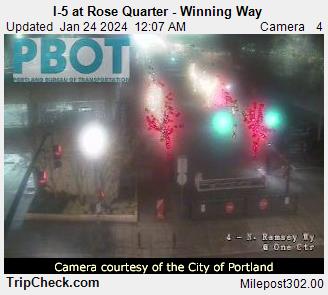 I-5 at Rose Quarter - Winning Way
Updated Jan 24 2024 12:07 AM Camera 4
PBOT
PORTLAND BUREAU OF TRANSPORTATION
4 - N. Ramsey Wy
@ One Ctr
Camera courtesy of the City of Portland
TripCheck.com Milepost302.00